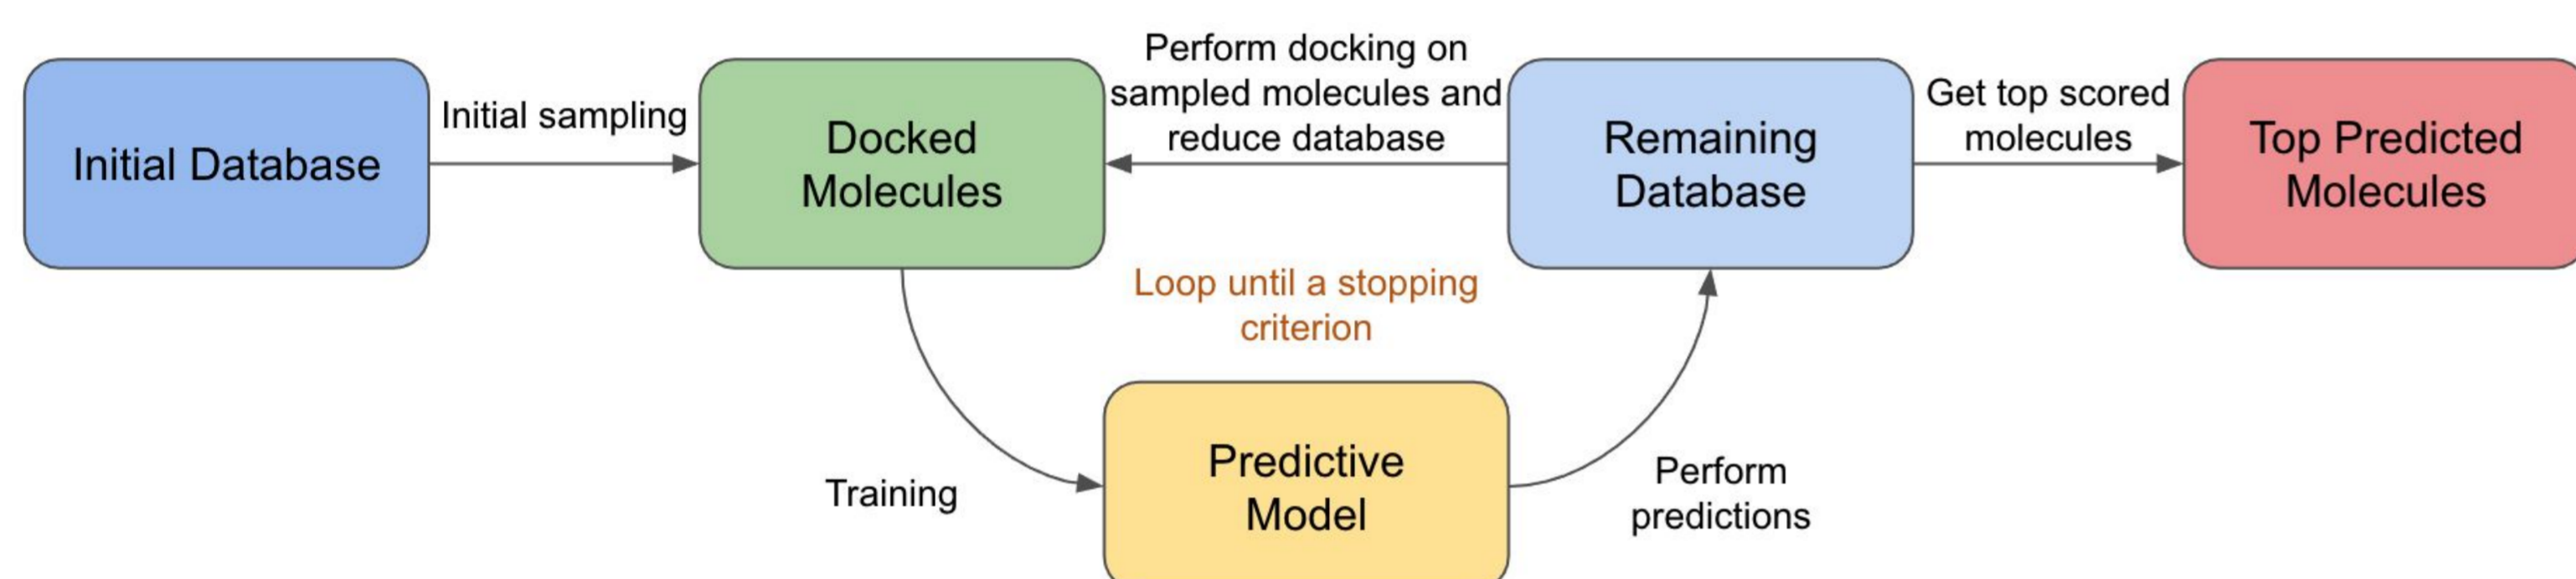 Initial Database
Initial sampling
Docked
Molecules
Perform docking on
sampled molecules and
reduce database
Remaining
Database
Get top scored
molecules
Top Predicted
Molecules
Loop until a stopping
criterion
Training
Predictive
Model
Perform
predictions